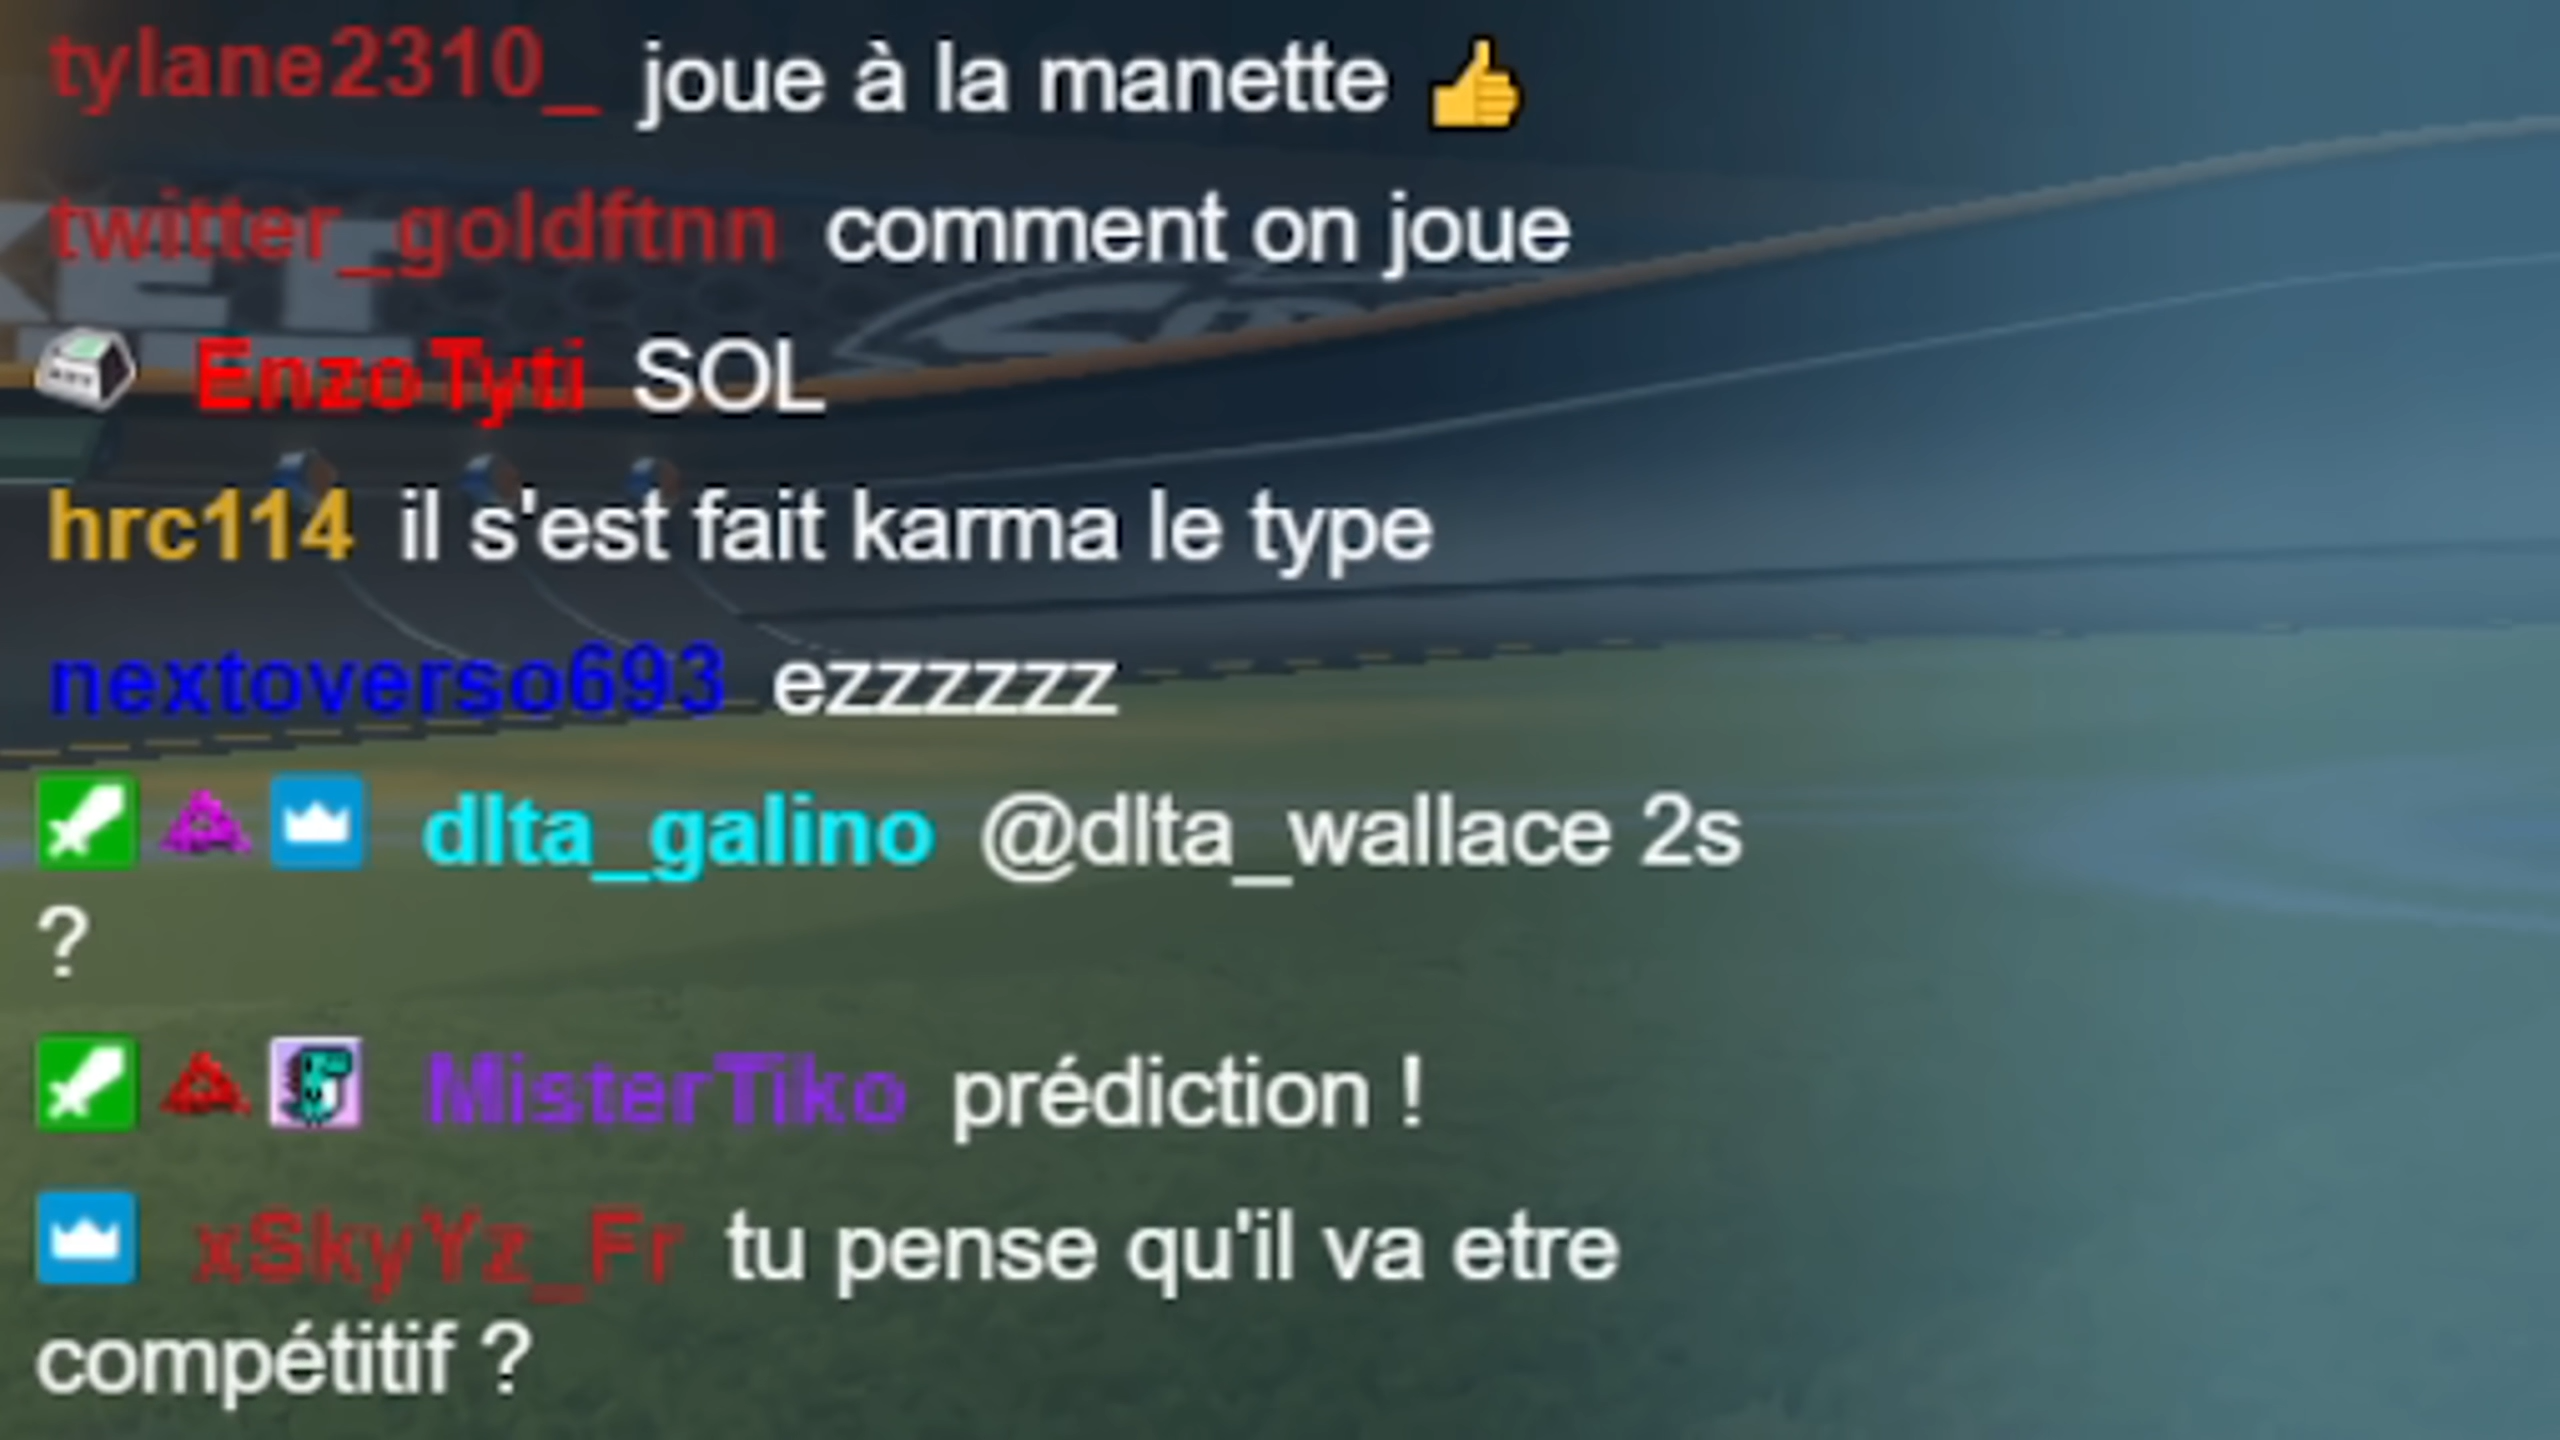 tylane2310_ joue à la manette 👍
twitter_goldftnn comment on joue
EnzoTyti SOL
hrc114 il s'est fait karma le type
nextoverso693 ezzzzzz
dlta_galino @dlta_wallace 2s
?
MisterTiko prédiction !
xSkyYz_Fr tu pense qu'il va etre
compétitif ?